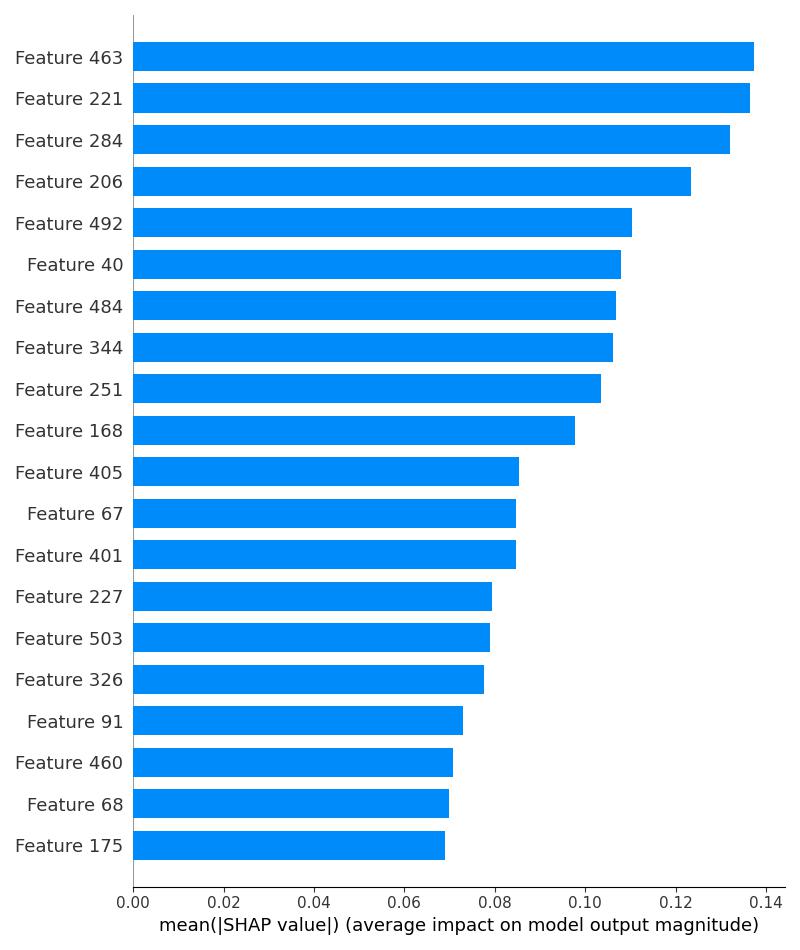 Feature 463
Feature 221
Feature 284
Feature 206
Feature 492
Feature 40
Feature 484
Feature 344
Feature 251
Feature 168
Feature 405
Feature 67
Feature 401
Feature 227
Feature 503
Feature 326
Feature 91
Feature 460
Feature 68
Feature 175
0.00 0.02 0.04 0.06 0.08 0.10 0.12 0.14
mean(|SHAP value|) (average impact on model output magnitude)